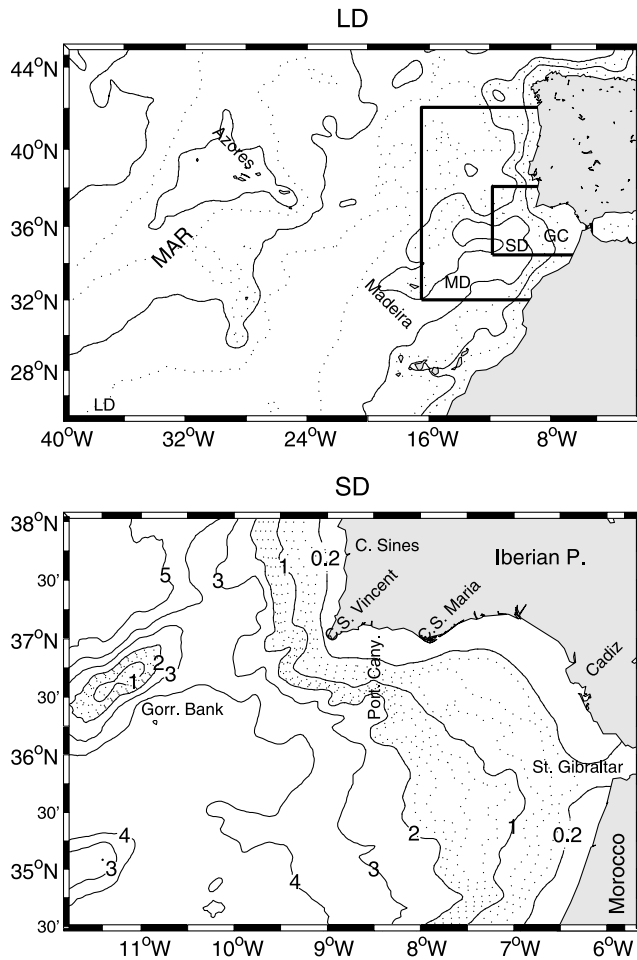 LD
44°N
40°N
36°N
32°N
28°N
Azores
MAR
Madeira
MD
SD
GC
LD
40°W
32°W
24°W
16°W
8°W
SD
38°N
30'
37°N
30'
36°N
30'
35°N
30'
C. Sines
Iberian P.
C.S. Vincent
C.S. Maria
Cadiz
Port. Cany.
Gorr. Bank
St. Gibraltar
Morocco
5
3
1
0.2
2
3
1
4
3
4
3
2
1
0.2
11°W
10°W
9°W
8°W
7°W
6°W